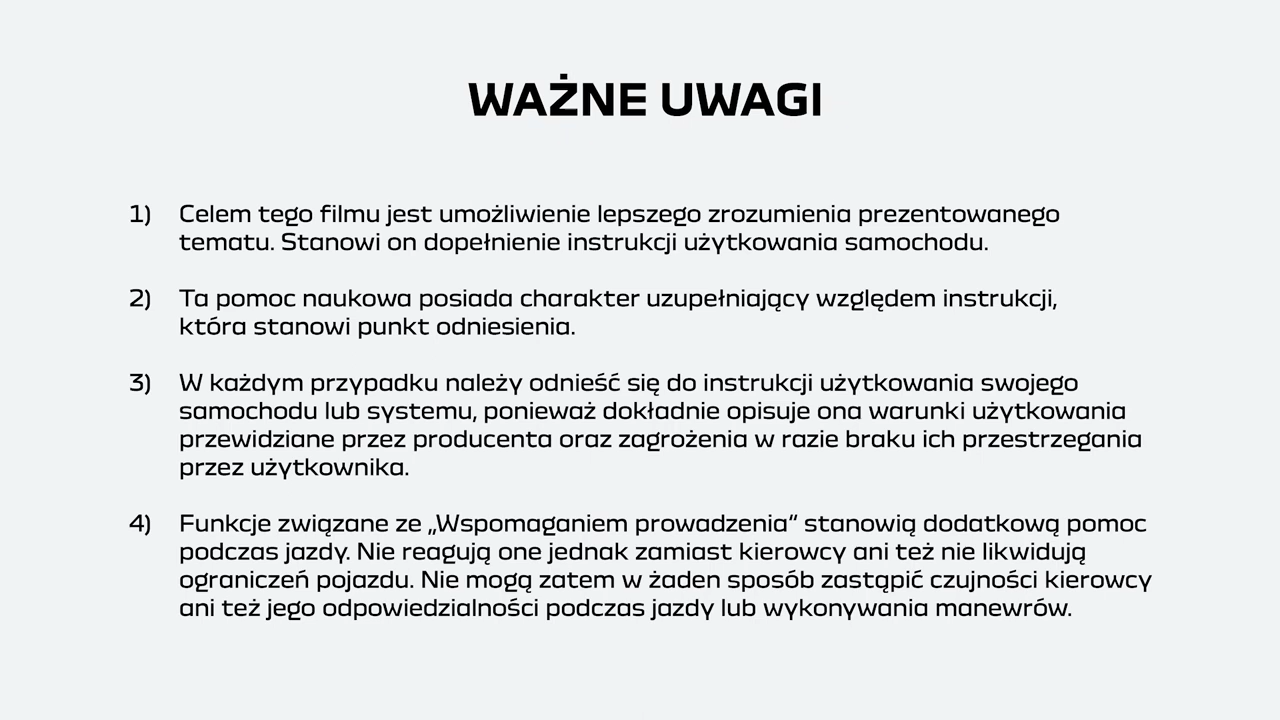 WAŻNE UWAGI
1) Celem tego filmu jest umożliwienie lepszego zrozumienia prezentowanego
tematu. Stanowi on dopełnienie instrukcji użytkowania samochodu.
2) Ta pomoc naukowa posiada charakter uzupełniający względem instrukcji,
która stanowi punkt odniesienia.
3) W każdym przypadku należy odnieść się do instrukcji użytkowania swojego
samochodu lub systemu, ponieważ dokładnie opisuje ona warunki użytkowania
przewidziane przez producenta oraz zagrożenia w razie braku ich przestrzegania
przez użytkownika.
4) Funkcje związane ze „Wspomaganiem prowadzenia“ stanowią dodatkową pomoc
podczas jazdy. Nie reagują one jednak zamiast kierowcy ani też nie likwidują
ograniczeń pojazdu. Nie mogą zatem w żaden sposób zastąpić czujności kierowcy
ani też jego odpowiedzialności podczas jazdy lub wykonywania manewrów.